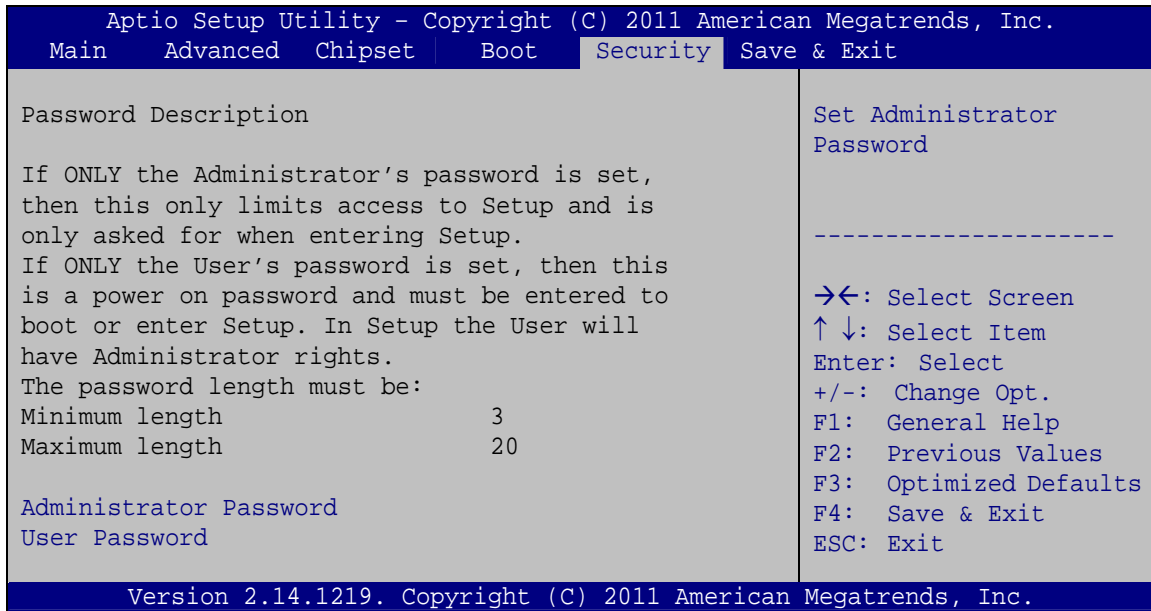 Aptio Setup Utility – Copyright (C) 2011 American Megatrends, Inc.
Main Advanced Chipset Boot Security Save & Exit
Password Description
If ONLY the Administrator's password is set,
then this only limits access to Setup and is
only asked for when entering Setup.
If ONLY the User's password is set, then this
is a power on password and must be entered to
boot or enter Setup. In Setup the User will
have Administrator rights.
The password length must be:
Minimum length 3
Maximum length 20
Administrator Password
User Password
Set Administrator
Password
---------------------
→←: Select Screen
↑ ↓: Select Item
Enter: Select
+/-: Change Opt.
F1: General Help
F2: Previous Values
F3: Optimized Defaults
F4: Save & Exit
ESC: Exit
Version 2.14.1219. Copyright (C) 2011 American Megatrends, Inc.